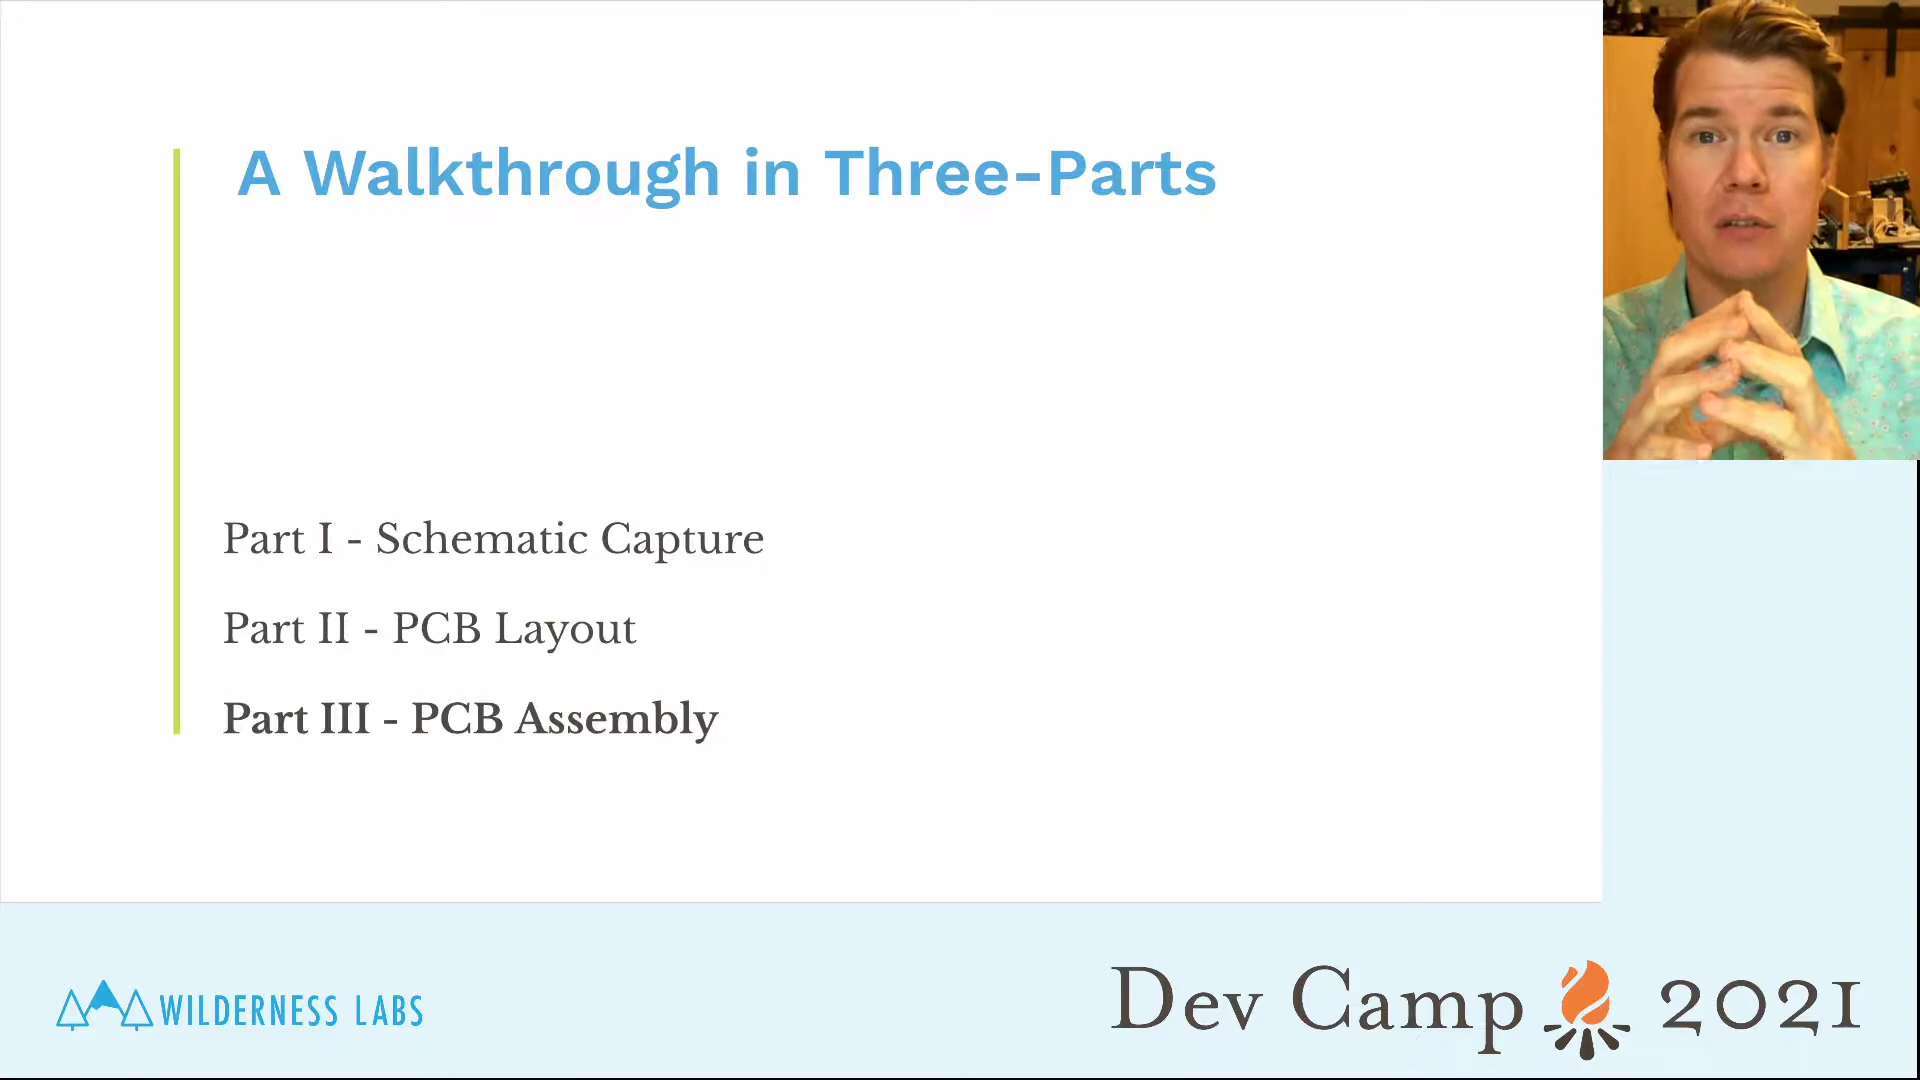 A Walkthrough in Three-Parts
Part I - Schematic Capture
Part II - PCB Layout
Part III - PCB Assembly
WILDERNESS LABS
Dev Camp 2021